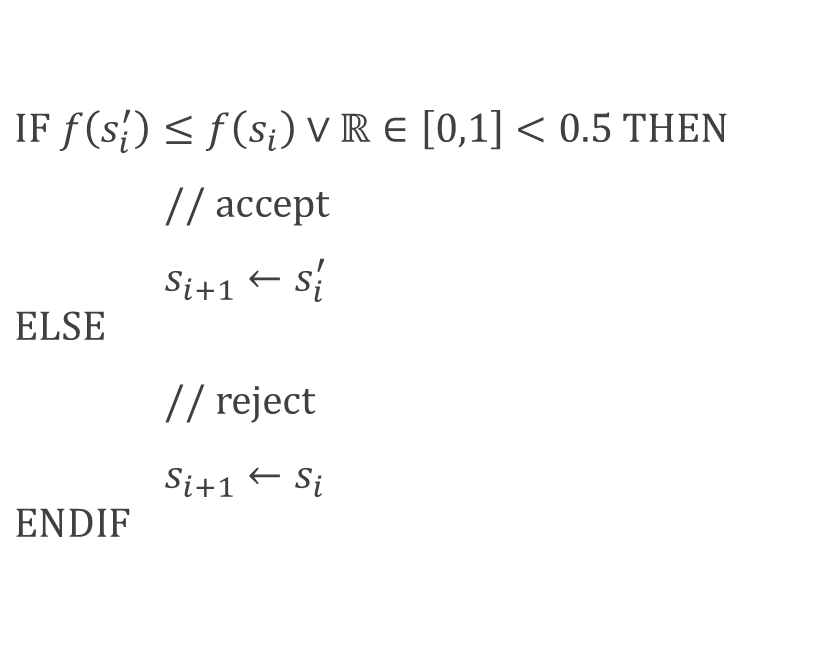 IF f(s′ᵢ) ≤ f(sᵢ) ∨ ℝ ∈ [0,1] < 0.5 THEN
// accept
sᵢ₊₁ ← s′ᵢ
ELSE
// reject
sᵢ₊₁ ← sᵢ
ENDIF